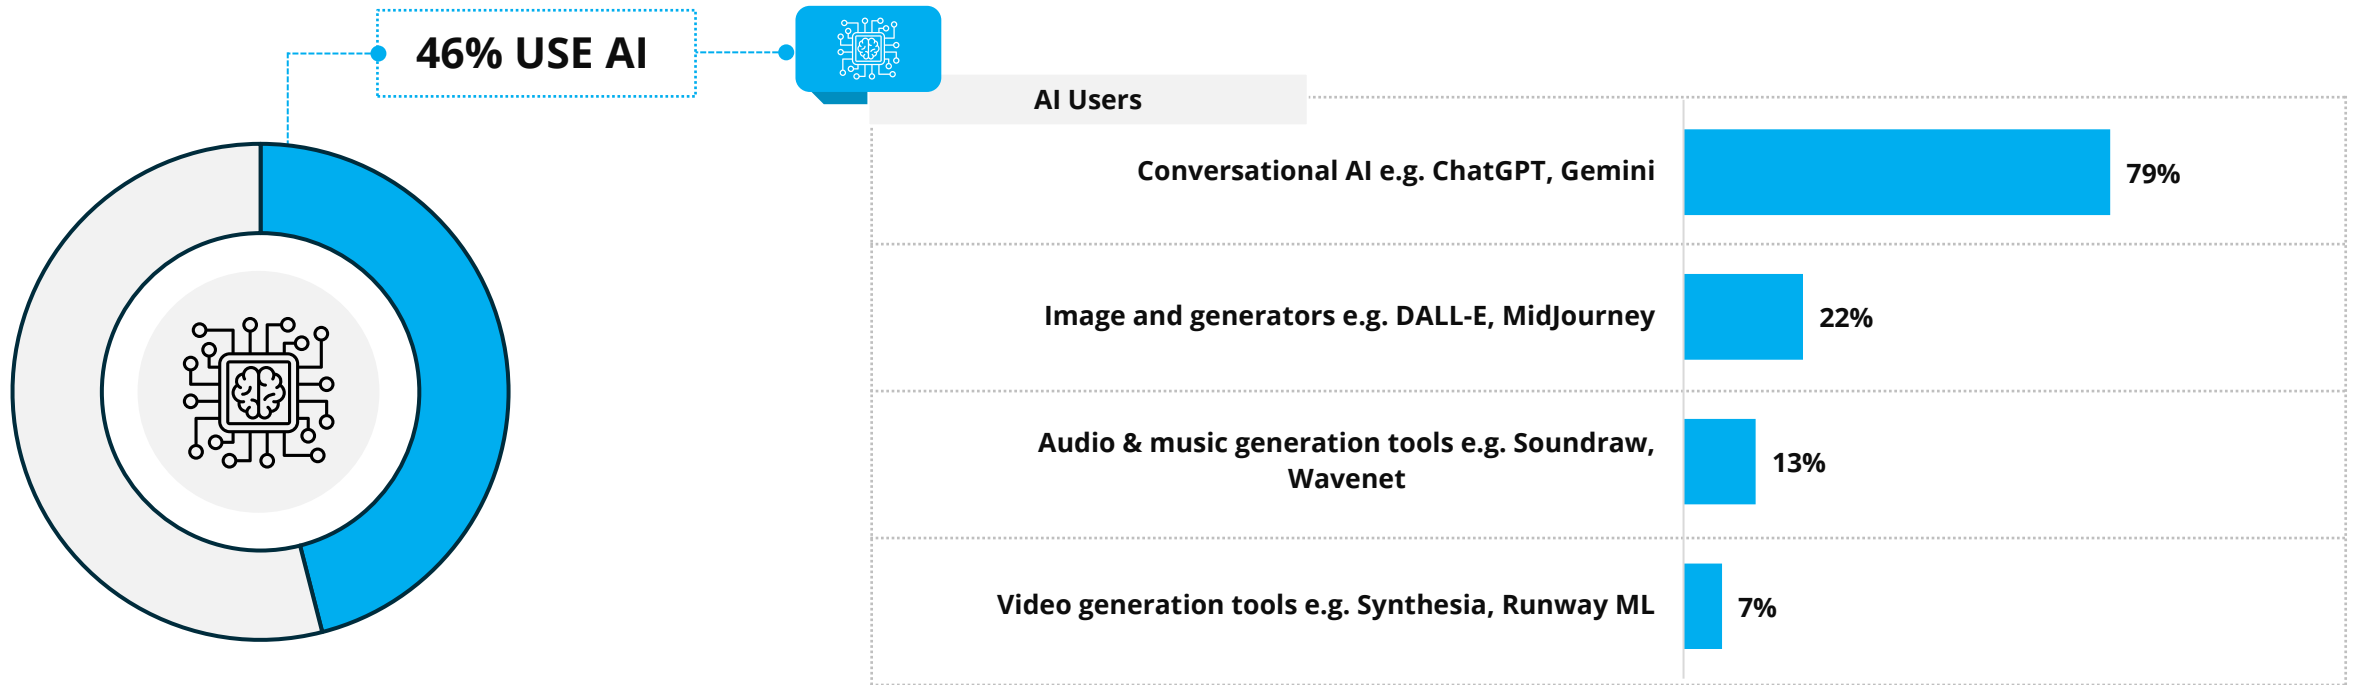 46% USE AI
AI Users
Conversational AI e.g. ChatGPT, Gemini
79%
Image and generators e.g. DALL-E, MidJourney
22%
Audio & music generation tools e.g. Soundraw,
Wavenet
13%
Video generation tools e.g. Synthesia, Runway ML
7%